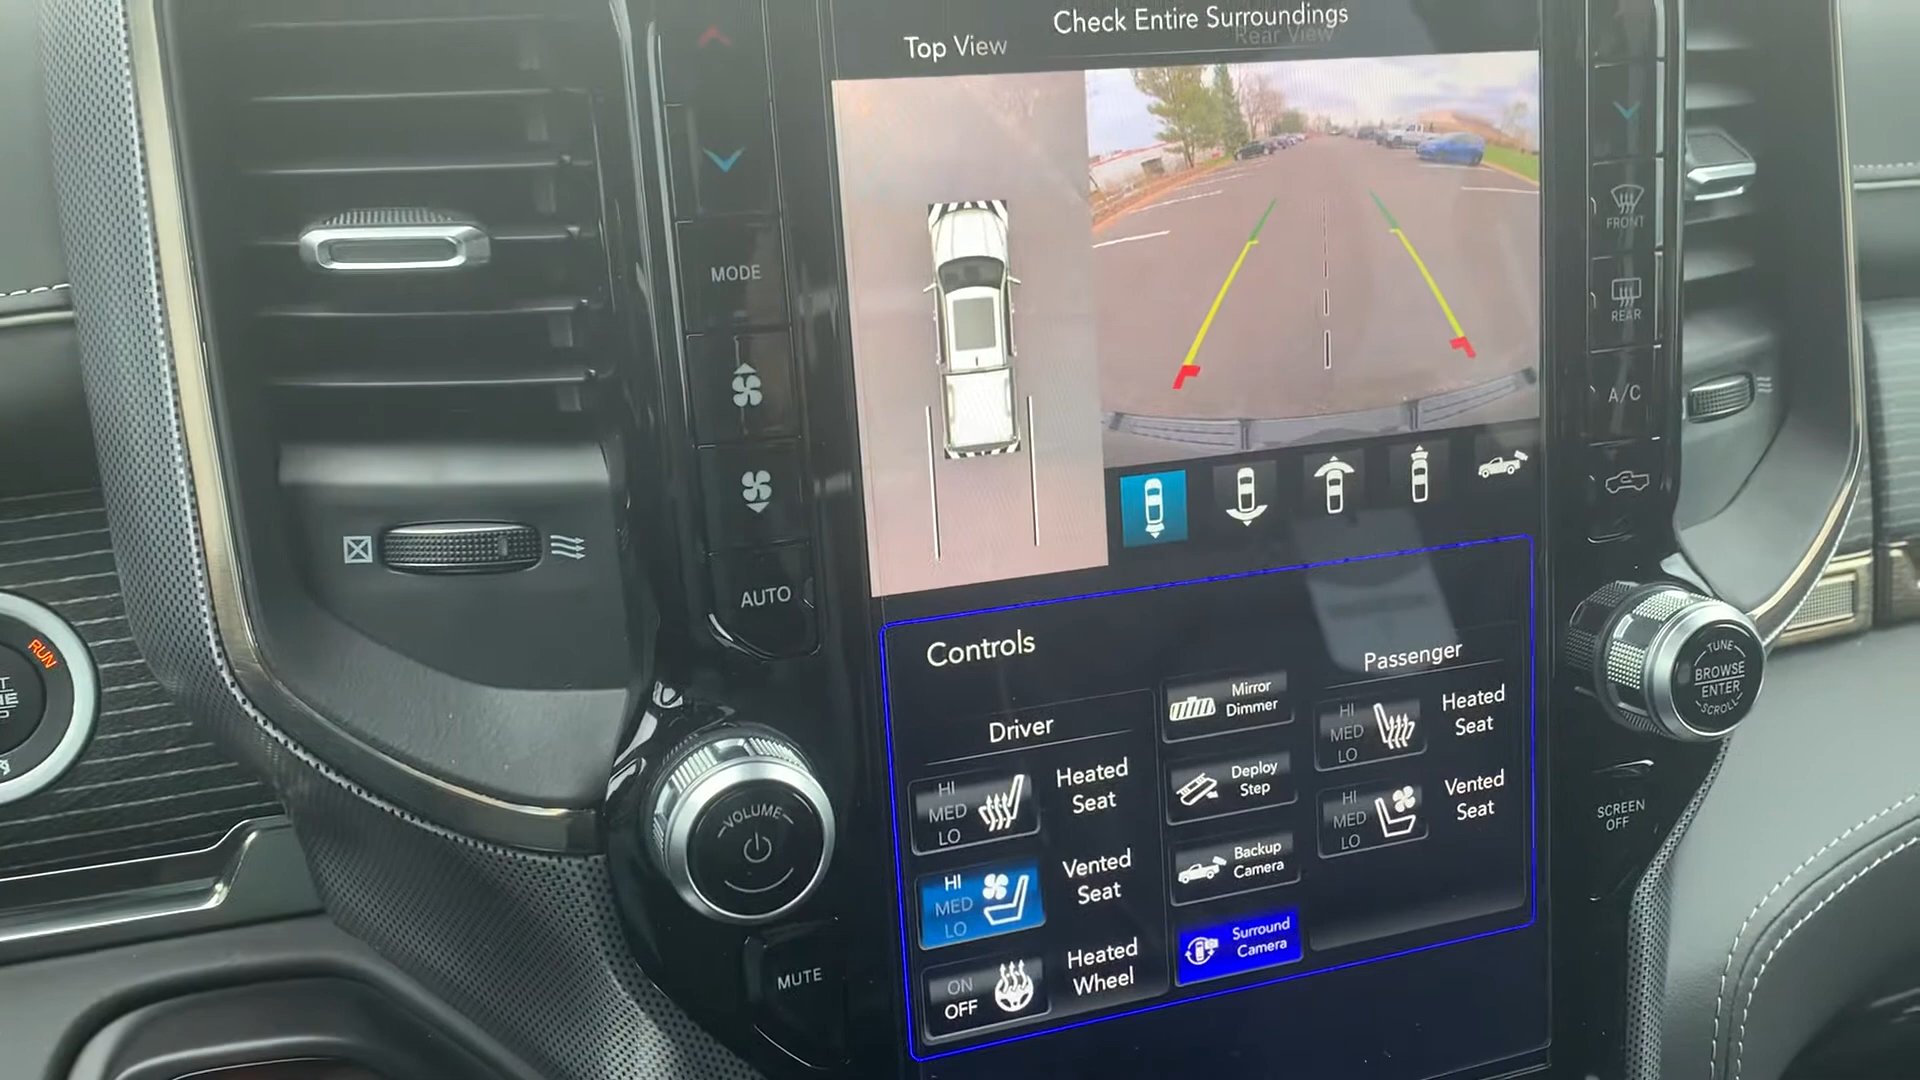 Check Entire Surroundings
Top View
Rear View
MODE
AUTO
FRONT
REAR
A/C
RUN
Controls
Driver
HI
MED
LO
Heated
Seat
HI
MED
LO
Vented
Seat
ON
OFF
Heated
Wheel
Mirror
Dimmer
Deploy
Step
Backup
Camera
Surround
Camera
Passenger
HI
MED
LO
Heated
Seat
HI
MED
LO
Vented
Seat
VOLUME
MUTE
TUNE
BROWSE
ENTER
SCROLL
SCREEN
OFF